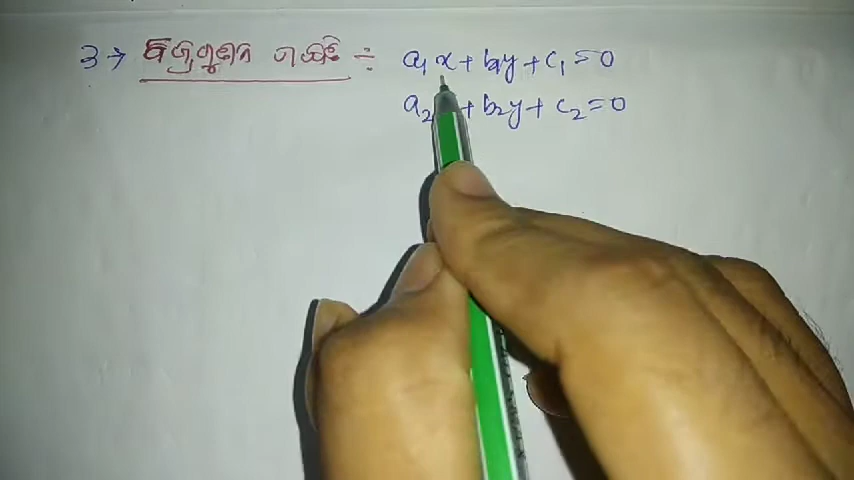 3 → ବଜ୍ରଗୁଣନ ପଦ୍ଧତି ÷ a₁x + b₁y + c₁ = 0
a₂ + b₂y + c₂ = 0